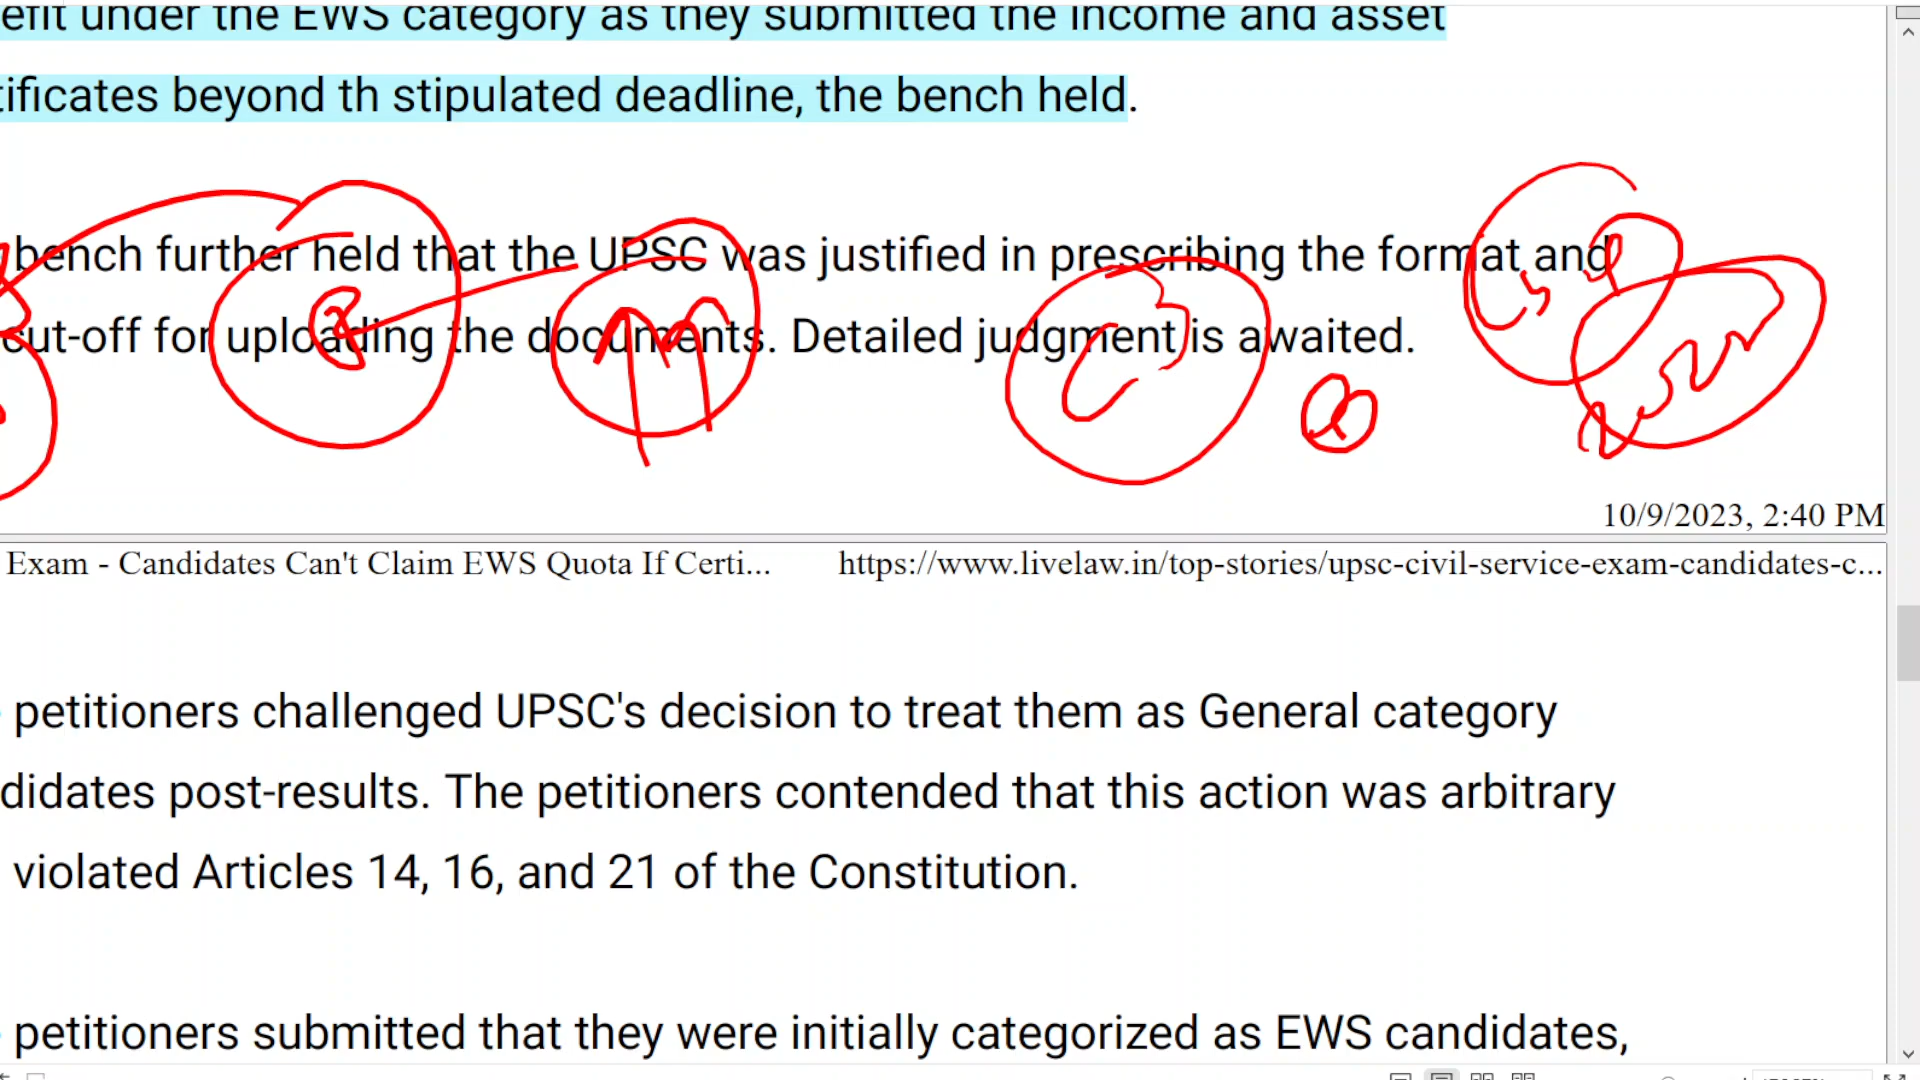 efit under the EWS category as they submitted the income and asset
tificates beyond th stipulated deadline, the bench held.
bench further held that the UPSC was justified in prescribing the format and
cut-off for uploading the documents. Detailed judgment is awaited.
10/9/2023, 2:40 PM
Exam - Candidates Can't Claim EWS Quota If Certi... https://www.livelaw.in/top-stories/upsc-civil-service-exam-candidates-c...
petitioners challenged UPSC's decision to treat them as General category
didates post-results. The petitioners contended that this action was arbitrary
violated Articles 14, 16, and 21 of the Constitution.
petitioners submitted that they were initially categorized as EWS candidates,